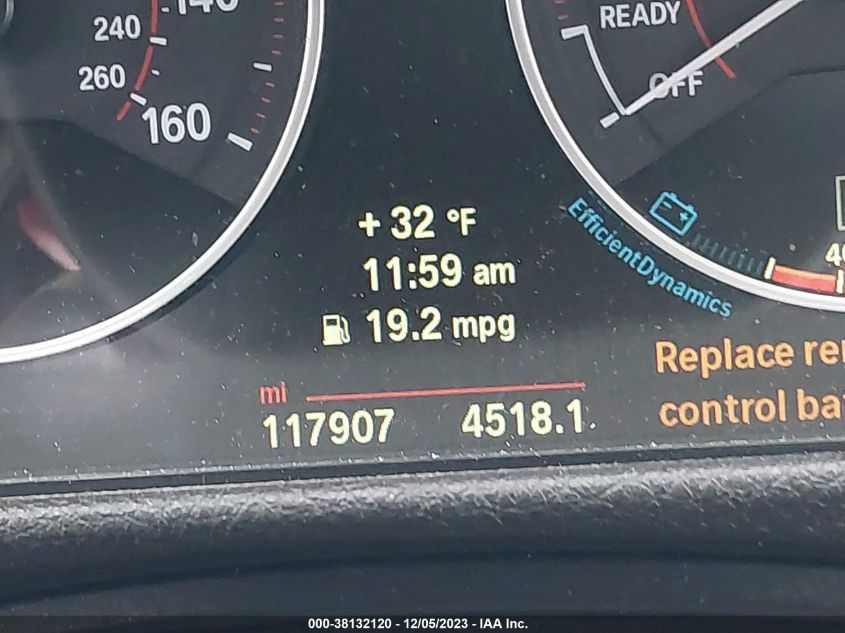 240
140
260
160
READY
OFF
+ 32 °F
11:59 am
19.2 mpg
EfficientDynamics
mi
117907 4518.1
Replace
control
000-38132120 - 12/05/2023 - IAA Inc.